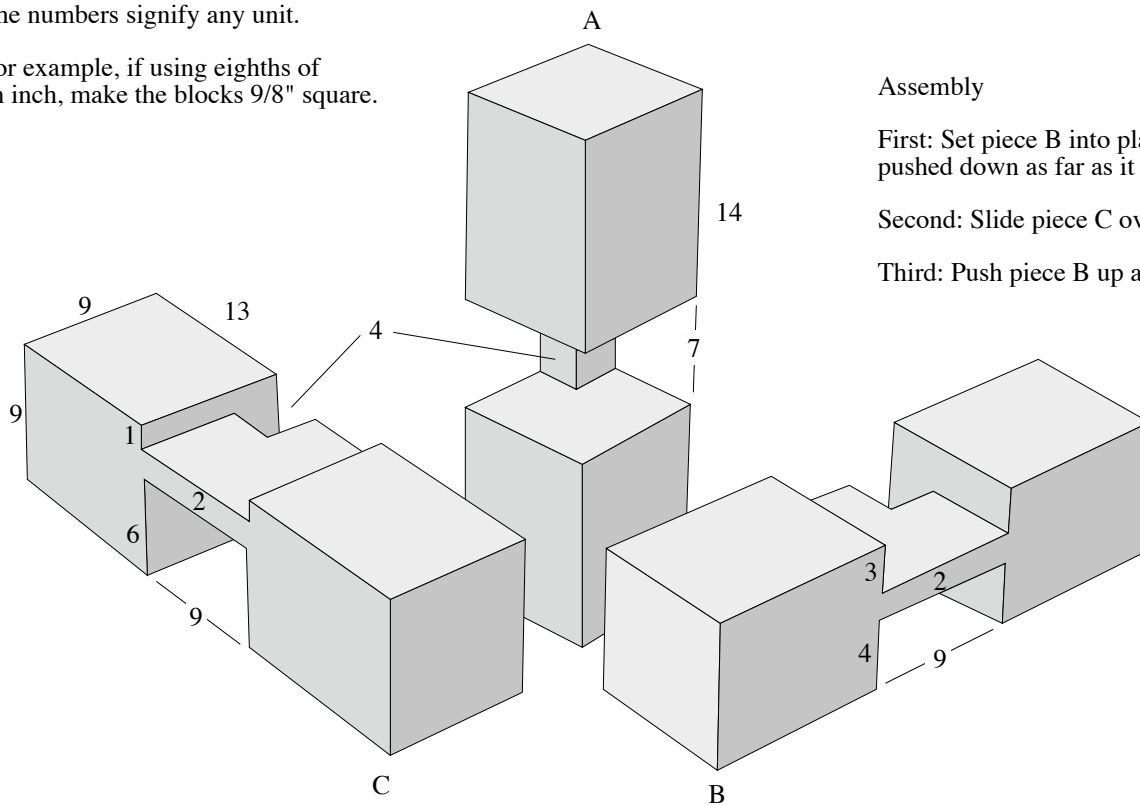 he numbers signify any unit.
or example, if using eighths of
n inch, make the blocks 9/8" square.
A
Assembly
First: Set piece B into pla
pushed down as far as it
Second: Slide piece C ov
Third: Push piece B up a
14
9
13
4
7
9
1
2
6
9
3
2
4
9
C
B